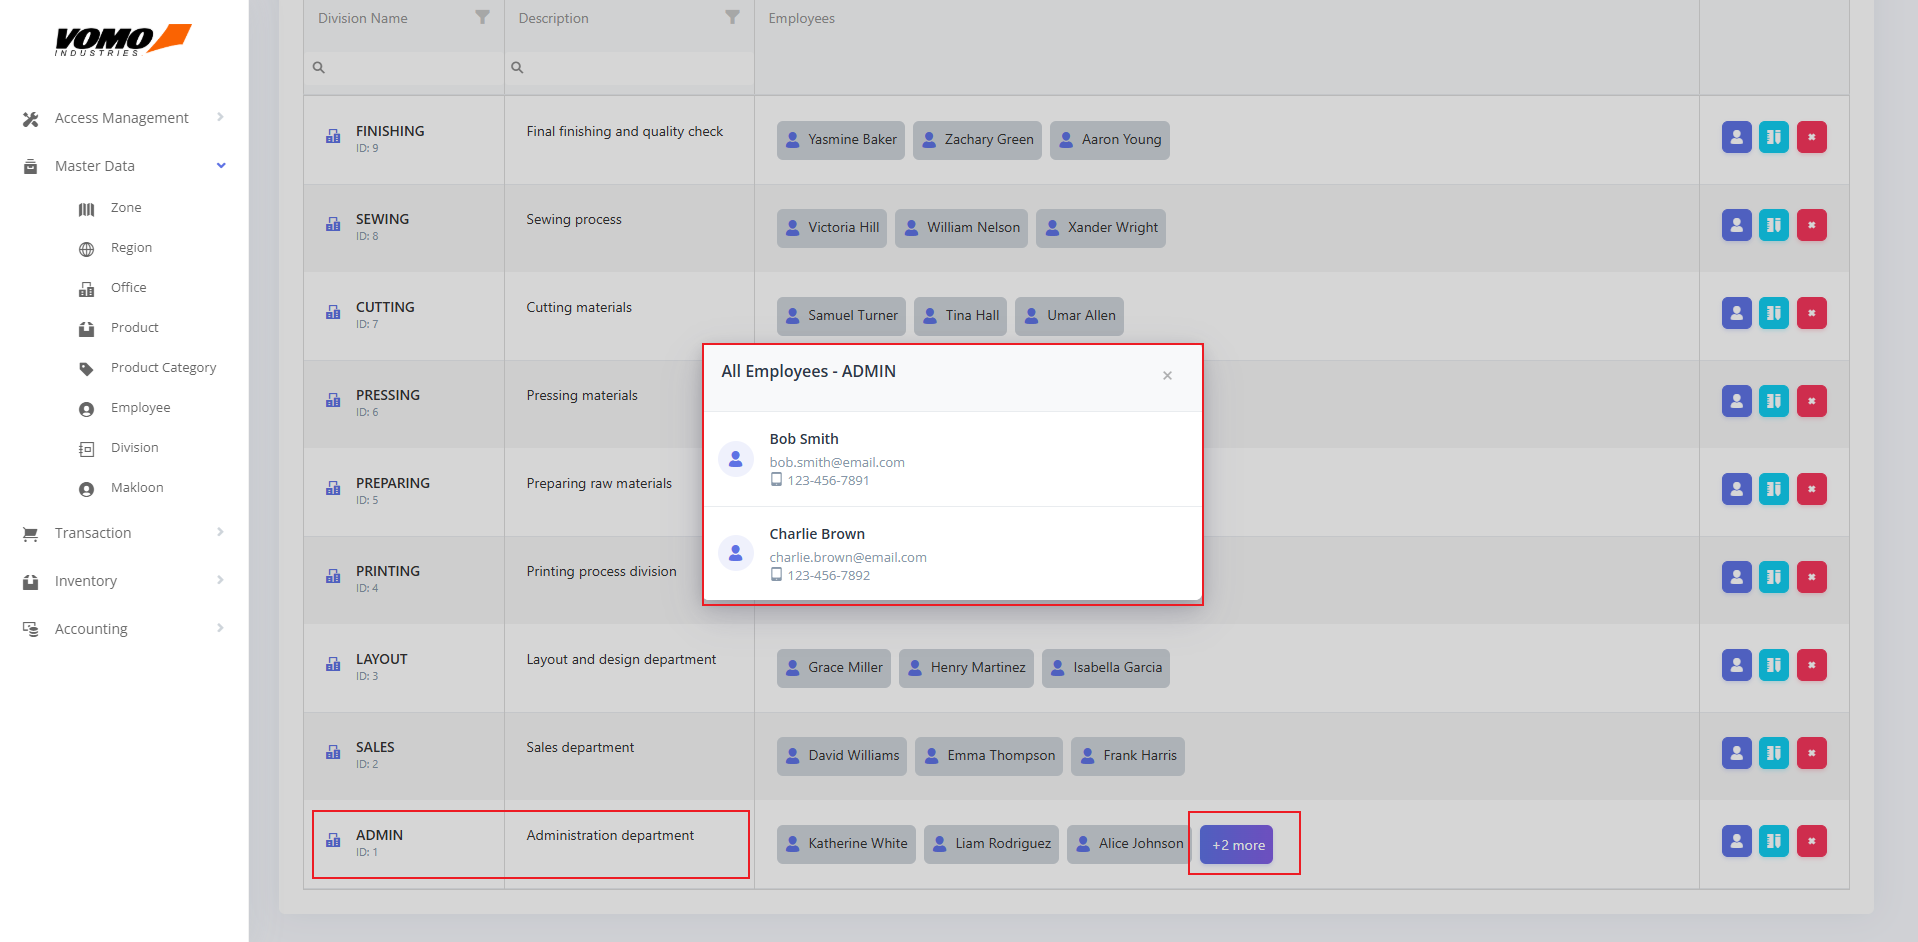 VOMO
INDUSTRIES
Access Management
Master Data
Zone
Region
Office
Product
Product Category
Employee
Division
Makloon
Transaction
Inventory
Accounting
Division Name
Description
Employees
FINISHING
ID: 9
Final finishing and quality check
Yasmine Baker
Zachary Green
Aaron Young
SEWING
ID: 8
Sewing process
Victoria Hill
William Nelson
Xander Wright
CUTTING
ID: 7
Cutting materials
Samuel Turner
Tina Hall
Umar Allen
PRESSING
ID: 6
Pressing materials
PREPARING
ID: 5
Preparing raw materials
PRINTING
ID: 4
Printing process division
All Employees - ADMIN
×
Bob Smith
bob.smith@email.com
123-456-7891
Charlie Brown
charlie.brown@email.com
123-456-7892
LAYOUT
ID: 3
Layout and design department
Grace Miller
Henry Martinez
Isabella Garcia
SALES
ID: 2
Sales department
David Williams
Emma Thompson
Frank Harris
ADMIN
ID: 1
Administration department
Katherine White
Liam Rodriguez
Alice Johnson
+2 more